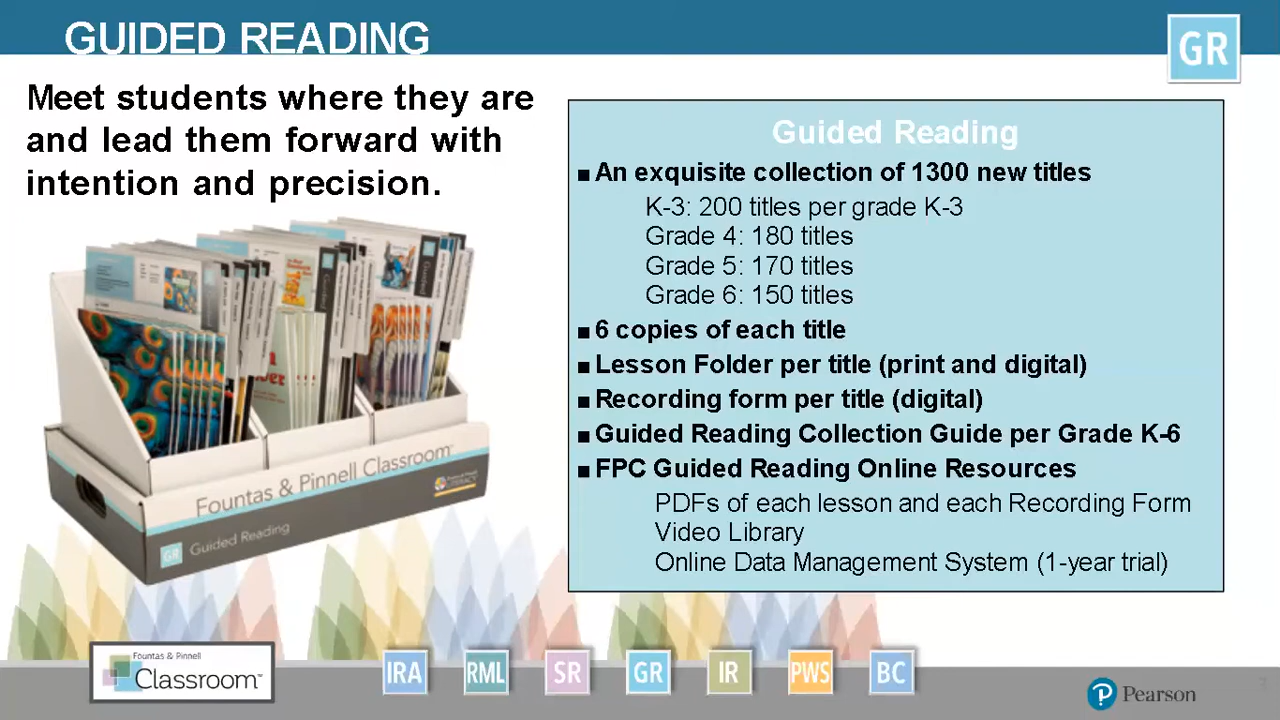 GUIDED READING
GR
Meet students where they are
and lead them forward with
intention and precision.
Guided Reading
■ An exquisite collection of 1300 new titles
K-3: 200 titles per grade K-3
Grade 4: 180 titles
Grade 5: 170 titles
Grade 6: 150 titles
■ 6 copies of each title
■ Lesson Folder per title (print and digital)
■ Recording form per title (digital)
■ Guided Reading Collection Guide per Grade K-6
■ FPC Guided Reading Online Resources
PDFs of each lesson and each Recording Form
Video Library
Online Data Management System (1-year trial)
Guided
Fountas & Pinnell Classroom™
LITERACY
GR Guided Reading
Fountas & Pinnell
Classroom™
IRA RML SR GR IR PWS BC
Pearson
3